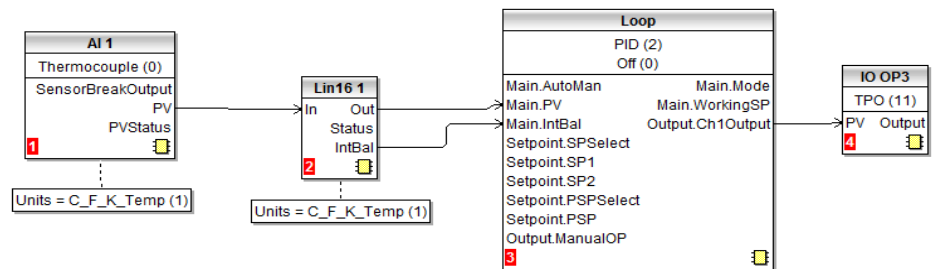 AI 1
Thermocouple (0)
SensorBreakOutput
PV
PVStatus
1
Units = C_F_K_Temp (1)
Lin16 1
In Out
Status
IntBal
2
Units = C_F_K_Temp (1)
Loop
PID (2)
Off (0)
Main.AutoMan Main.Mode
Main.PV Main.WorkingSP
Main.IntBal Output.Ch1Output
Setpoint.SPSelect
Setpoint.SP1
Setpoint.SP2
Setpoint.PSPSelect
Setpoint.PSP
Output.ManualOP
3
IO OP3
TPO (11)
PV Output
4